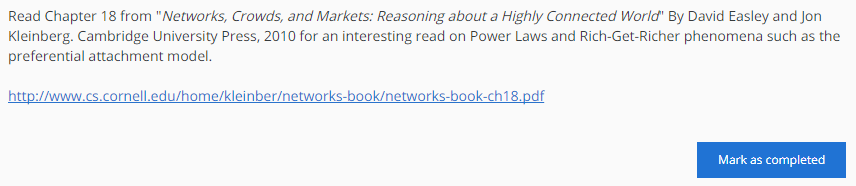 Read Chapter 18 from "Networks, Crowds, and Markets: Reasoning about a Highly Connected World" By David Easley and Jon
Kleinberg. Cambridge University Press, 2010 for an interesting read on Power Laws and Rich-Get-Richer phenomena such as the
preferential attachment model.
http://www.cs.cornell.edu/home/kleinber/networks-book/networks-book-ch18.pdf
Mark as completed